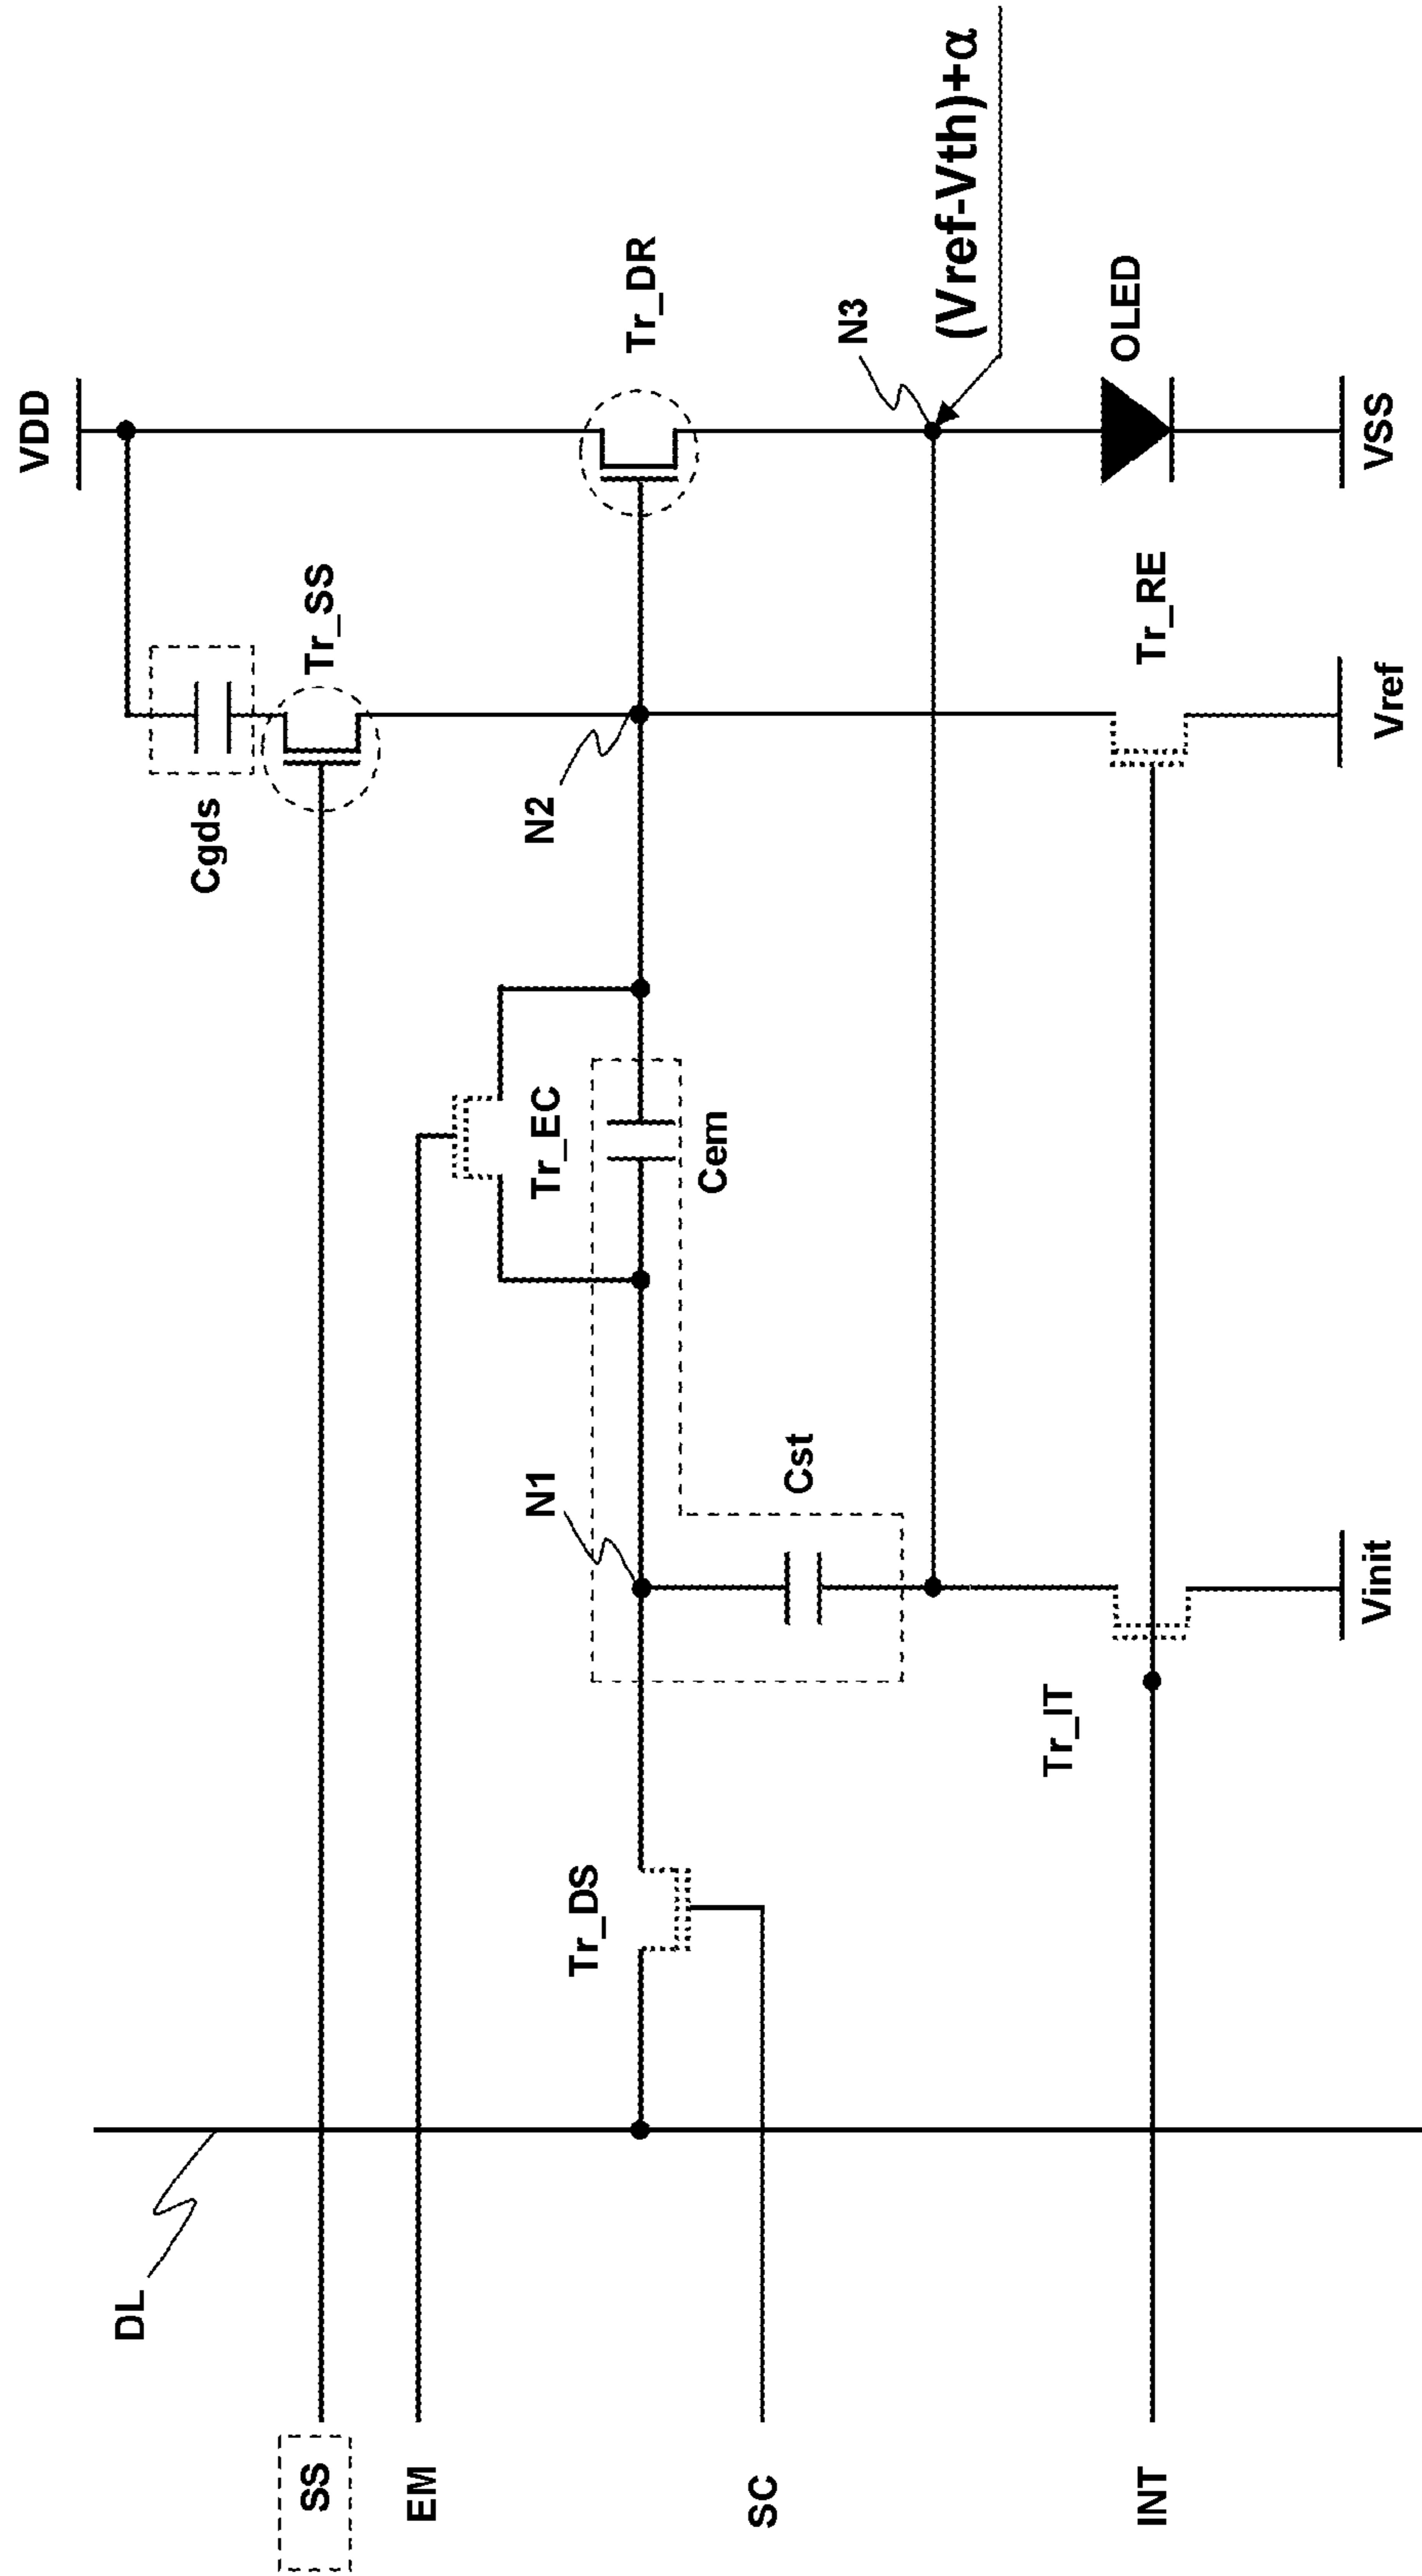 VDD
Cgds
Tr_SS
Tr_DR
N2
N3
(Vref-Vth)+α
OLED
VSS
Tr_RE
Vref
Tr_EC
Cem
N1
Cst
Tr_IT
Vinit
Tr_DS
DL
SS
EM
SC
INT